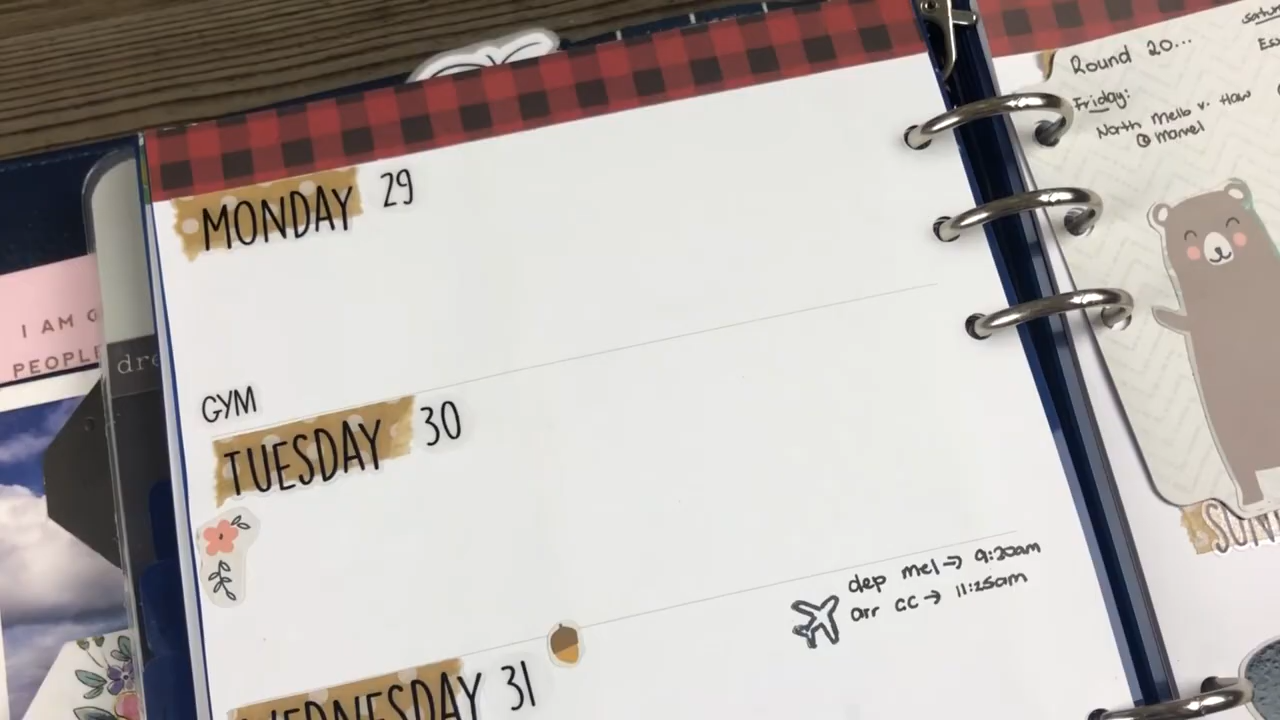 MONDAY 29
GYM
TUESDAY 30
dep mel→ 9:20am
arr cc→ 11:25am
WEDNESDAY 31
I AM
PEOPLE
Round 20...
Friday:
North Melb v. Haw
@ marvel